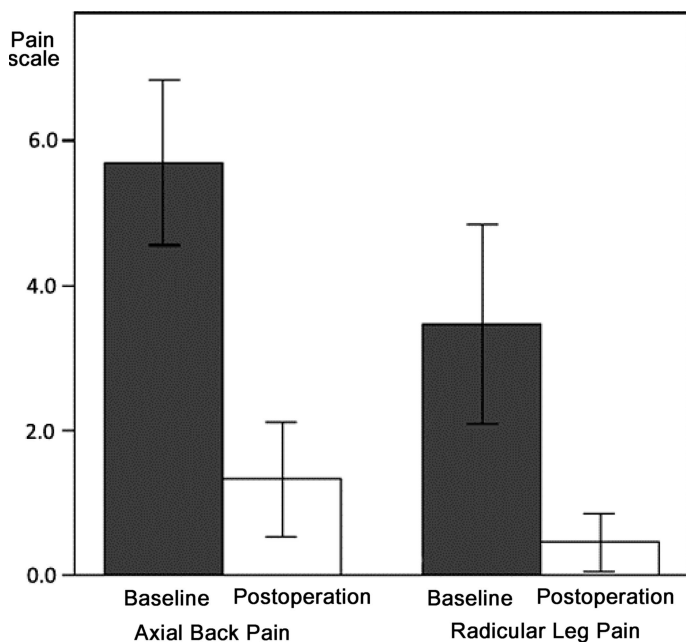 Pain
scale
6.0
4.0
2.0
0.0
Baseline Postoperation Baseline Postoperation
Axial Back Pain Radicular Leg Pain